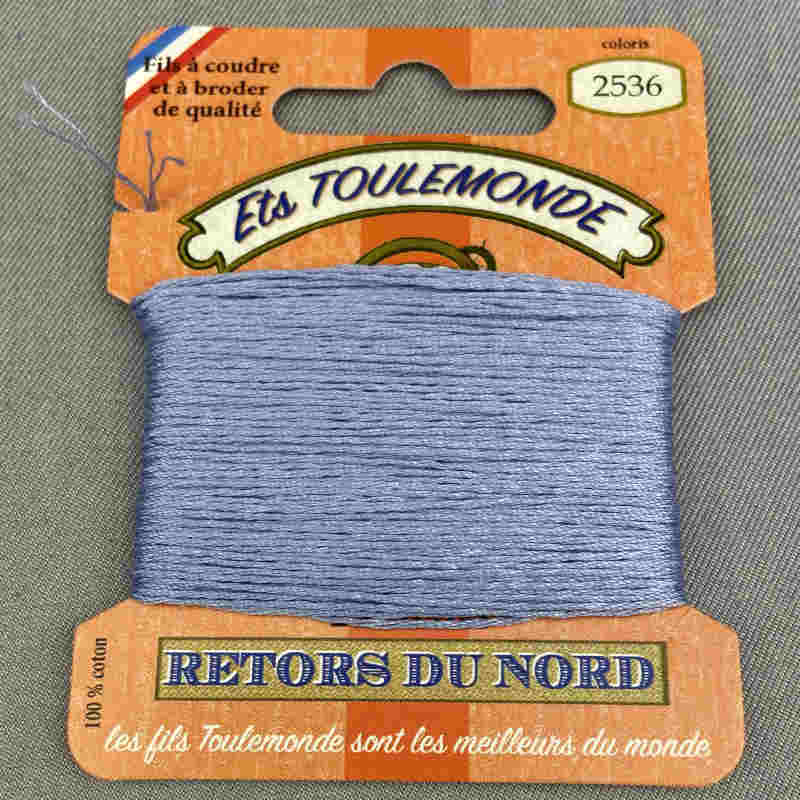 Fils à coudre
et à broder
de qualité
coloris
2536
Ets TOULEMONDE
100 % coton
RETORS DU NORD
les fils Toulemonde sont les meilleurs du monde